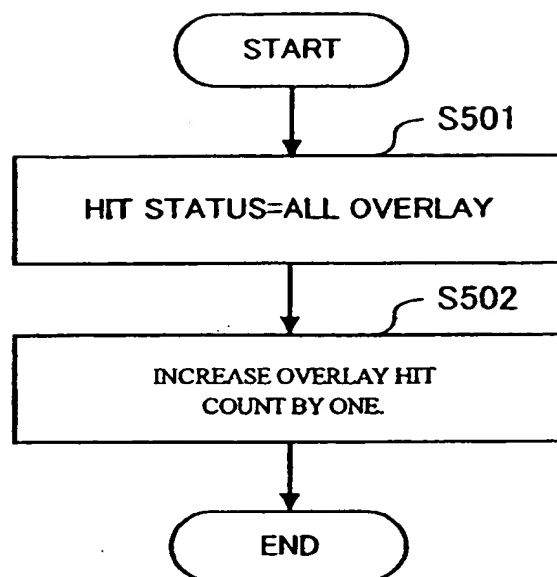 START
S501
HIT STATUS=ALL OVERLAY
S502
INCREASE OVERLAY HIT
COUNT BY ONE.
END